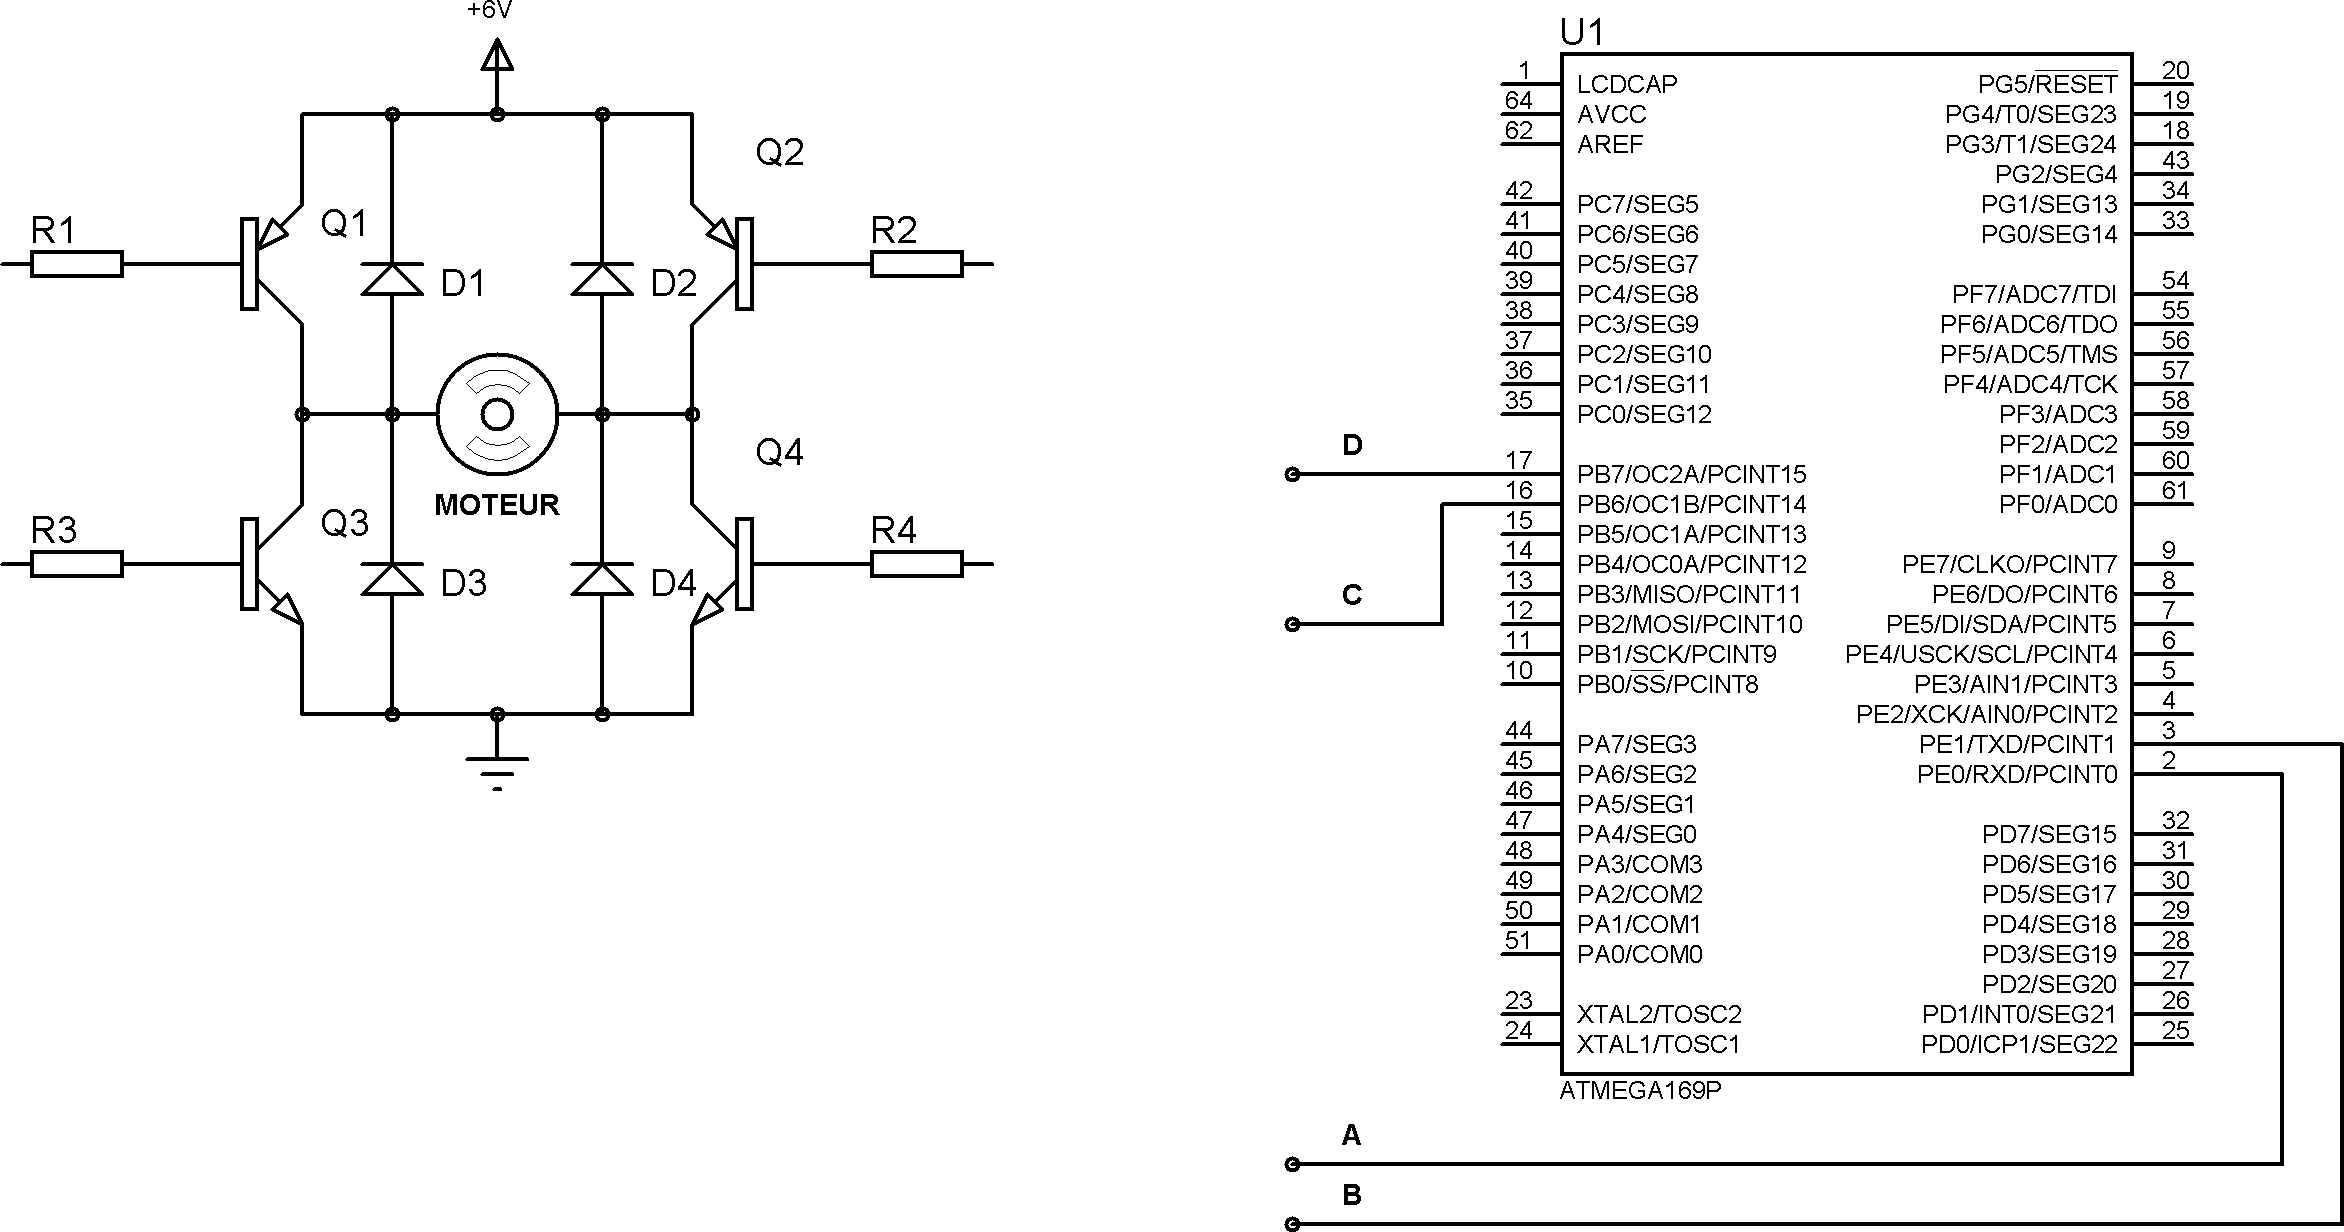 +6V
Q2
Q1
R1
R2
D1
D2
Q4
MOTEUR
Q3
R3
R4
D3
D4
U1
1 LCDCAP PG5/RESET 20
64 AVCC PG4/T0/SEG23 19
62 AREF PG3/T1/SEG24 18
PG2/SEG4 43
42 PC7/SEG5 PG1/SEG13 34
41 PC6/SEG6 PG0/SEG14 33
40 PC5/SEG7
39 PC4/SEG8 PF7/ADC7/TDI 54
38 PC3/SEG9 PF6/ADC6/TDO 55
37 PC2/SEG10 PF5/ADC5/TMS 56
36 PC1/SEG11 PF4/ADC4/TCK 57
35 PC0/SEG12 PF3/ADC3 58
PF2/ADC2 59
D
17 PB7/OC2A/PCINT15 PF1/ADC1 60
16 PB6/OC1B/PCINT14 PF0/ADC0 61
15 PB5/OC1A/PCINT13
14 PB4/OC0A/PCINT12 PE7/CLKO/PCINT7 9
13 PB3/MISO/PCINT11 PE6/DO/PCINT6 8
C
12 PB2/MOSI/PCINT10 PE5/DI/SDA/PCINT5 7
11 PB1/SCK/PCINT9 PE4/USCK/SCL/PCINT4 6
10 PB0/SS/PCINT8 PE3/AIN1/PCINT3 5
PE2/XCK/AIN0/PCINT2 4
44 PA7/SEG3 PE1/TXD/PCINT1 3
45 PA6/SEG2 PE0/RXD/PCINT0 2
46 PA5/SEG1
47 PA4/SEG0 PD7/SEG15 32
48 PA3/COM3 PD6/SEG16 31
49 PA2/COM2 PD5/SEG17 30
50 PA1/COM1 PD4/SEG18 29
51 PA0/COM0 PD3/SEG19 28
PD2/SEG20 27
23 XTAL2/TOSC2 PD1/INT0/SEG21 26
24 XTAL1/TOSC1 PD0/ICP1/SEG22 25
ATMEGA169P
A
B